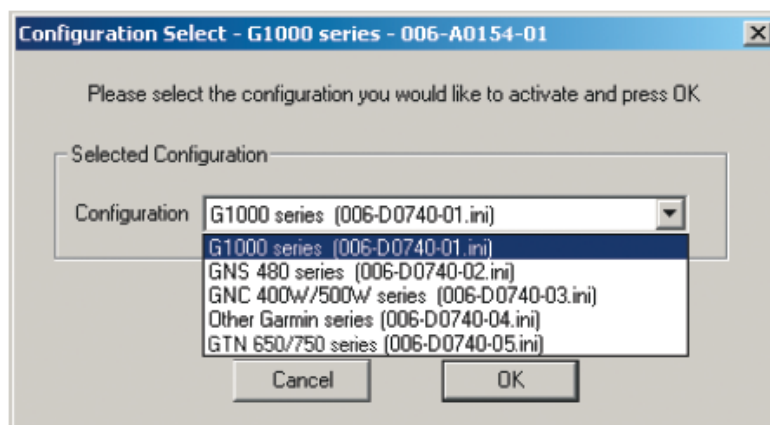 Configuration Select - G1000 series - 006-A0154-01
Please select the configuration you would like to activate and press OK
Selected Configuration
Configuration G1000 series (006-D0740-01.ini)
G1000 series (006-D0740-01.ini)
GNS 480 series (006-D0740-02.ini)
GNC 400W/500W series (006-D0740-03.ini)
Other Garmin series (006-D0740-04.ini)
GTN 650/750 series (006-D0740-05.ini)
Cancel OK